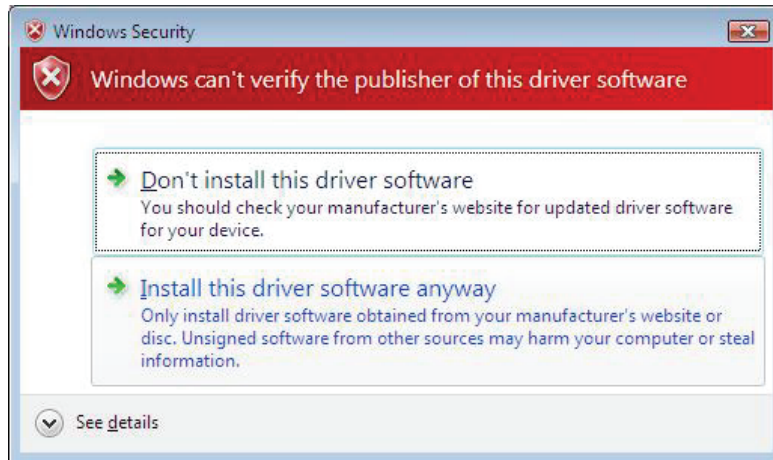 Windows Security
Windows can't verify the publisher of this driver software
Don't install this driver software
You should check your manufacturer's website for updated driver software
for your device.
Install this driver software anyway
Only install driver software obtained from your manufacturer's website or
disc. Unsigned software from other sources may harm your computer or steal
information.
See details